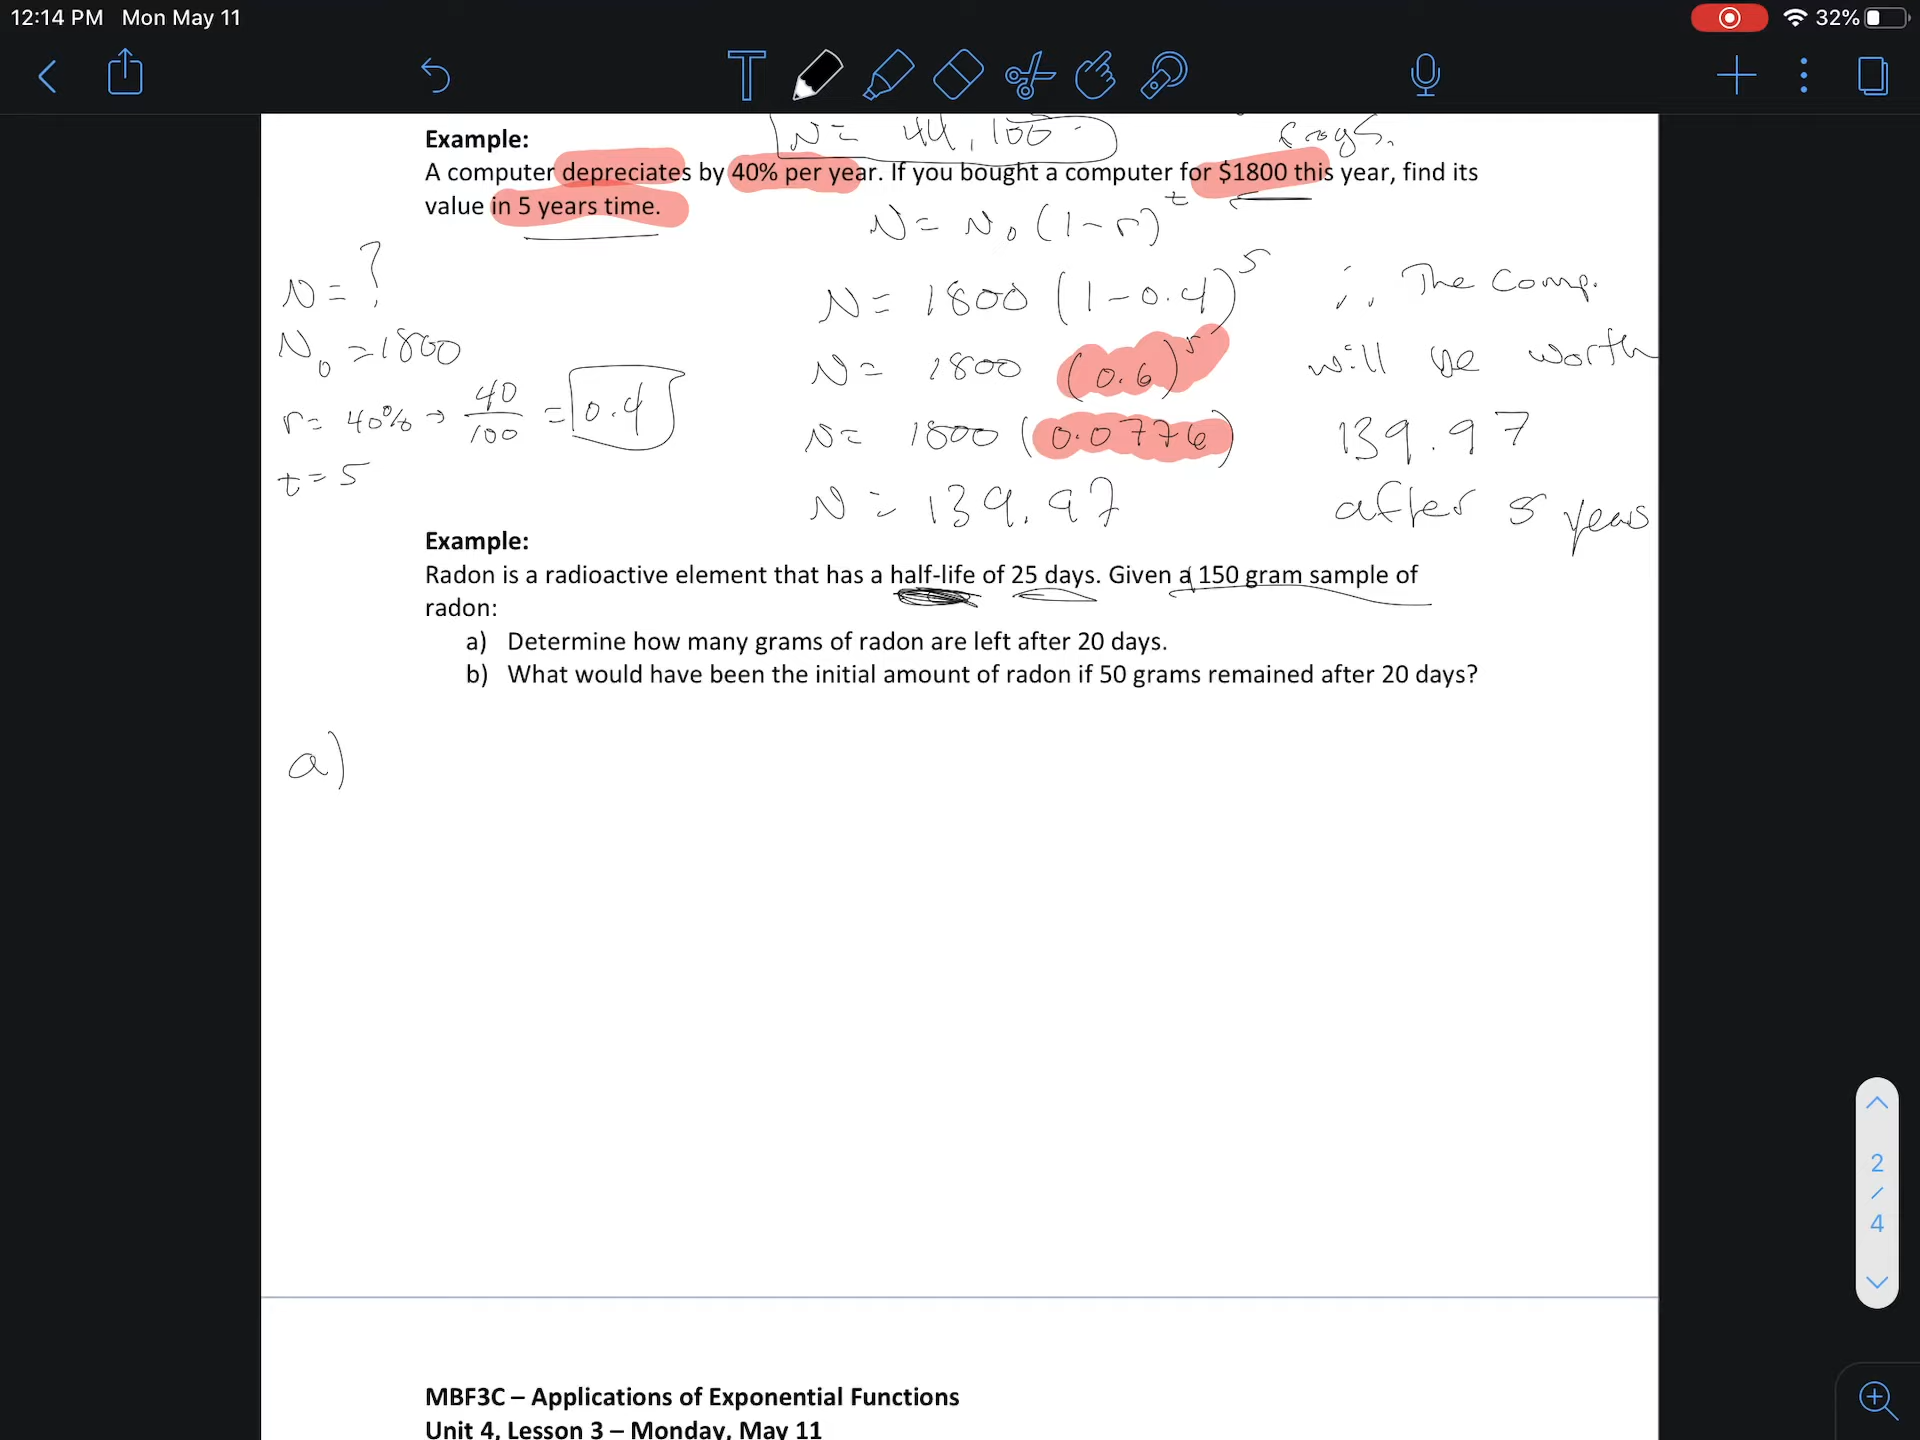 12:14 PM Mon May 11
32%
Example:
N = 44,100
frogs.
A computer depreciates by 40% per year. If you bought a computer for $1800 this year, find its
value in 5 years time.
N = N₀ (1-r)^t
N = ?
N = 1800 (1-0.4)^5
∴ The comp.
N₀ = 1800
N = 1800 (0.6)^5
will be worth
r = 40% → 40/100 = 0.4
N = 1800 (0.0776)
139.97
t = 5
N = 139.97
after 5 years
Example:
Radon is a radioactive element that has a half-life of 25 days. Given a 150 gram sample of
radon:
a) Determine how many grams of radon are left after 20 days.
b) What would have been the initial amount of radon if 50 grams remained after 20 days?
a)
2
/
4
MBF3C – Applications of Exponential Functions
Unit 4, Lesson 3 – Monday, May 11